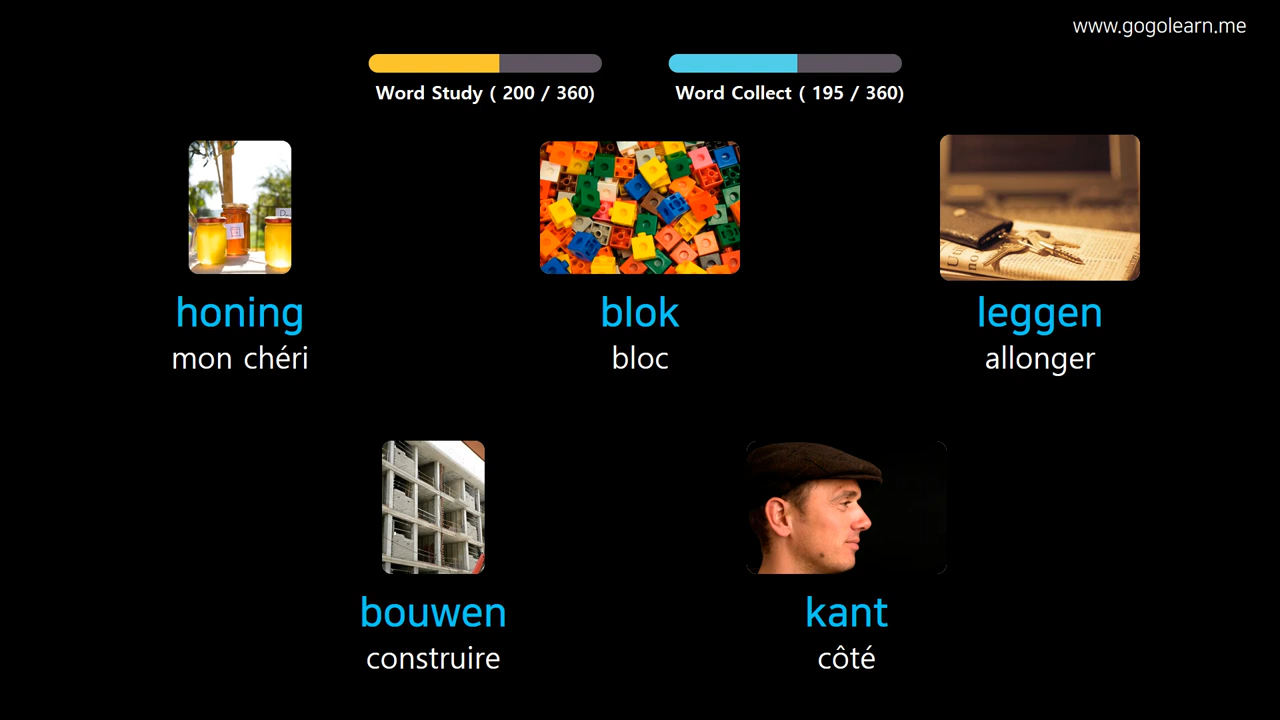 www.gogolearn.me
Word Study ( 200 / 360)
Word Collect ( 195 / 360)
honing
mon chéri
blok
bloc
leggen
allonger
bouwen
construire
kant
côté